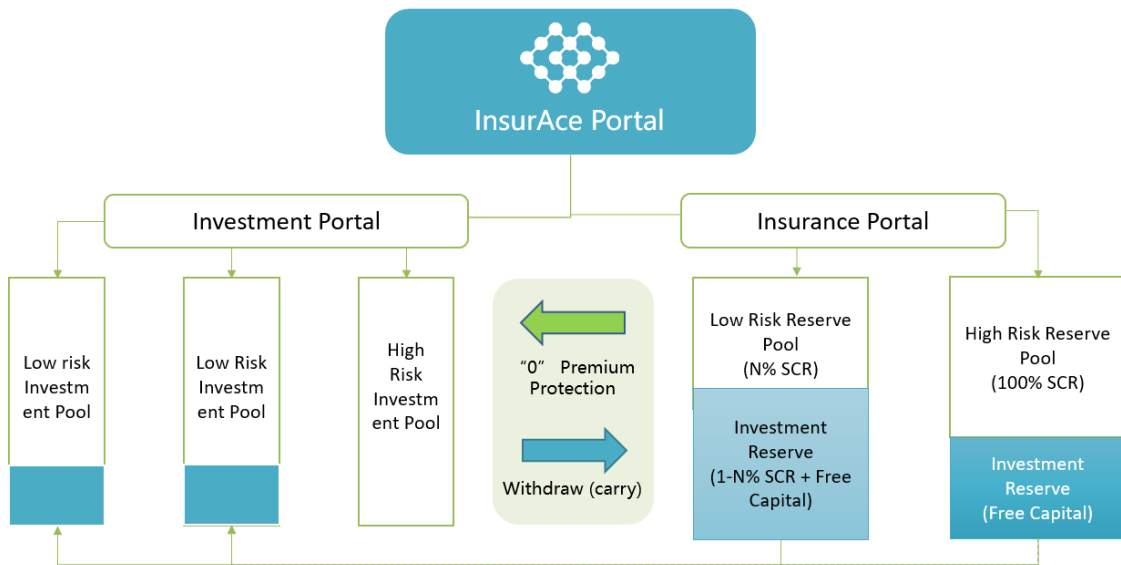 InsurAce Portal
Investment Portal
Insurance Portal
Low risk
Investm
ent Pool
Low Risk
Investm
ent Pool
High
Risk
Investm
ent Pool
“0” Premium
Protection
Withdraw (carry)
Low Risk Reserve
Pool
(N% SCR)
Investment
Reserve
(1-N% SCR + Free
Capital)
High Risk Reserve
Pool
(100% SCR)
Investment
Reserve
(Free Capital)